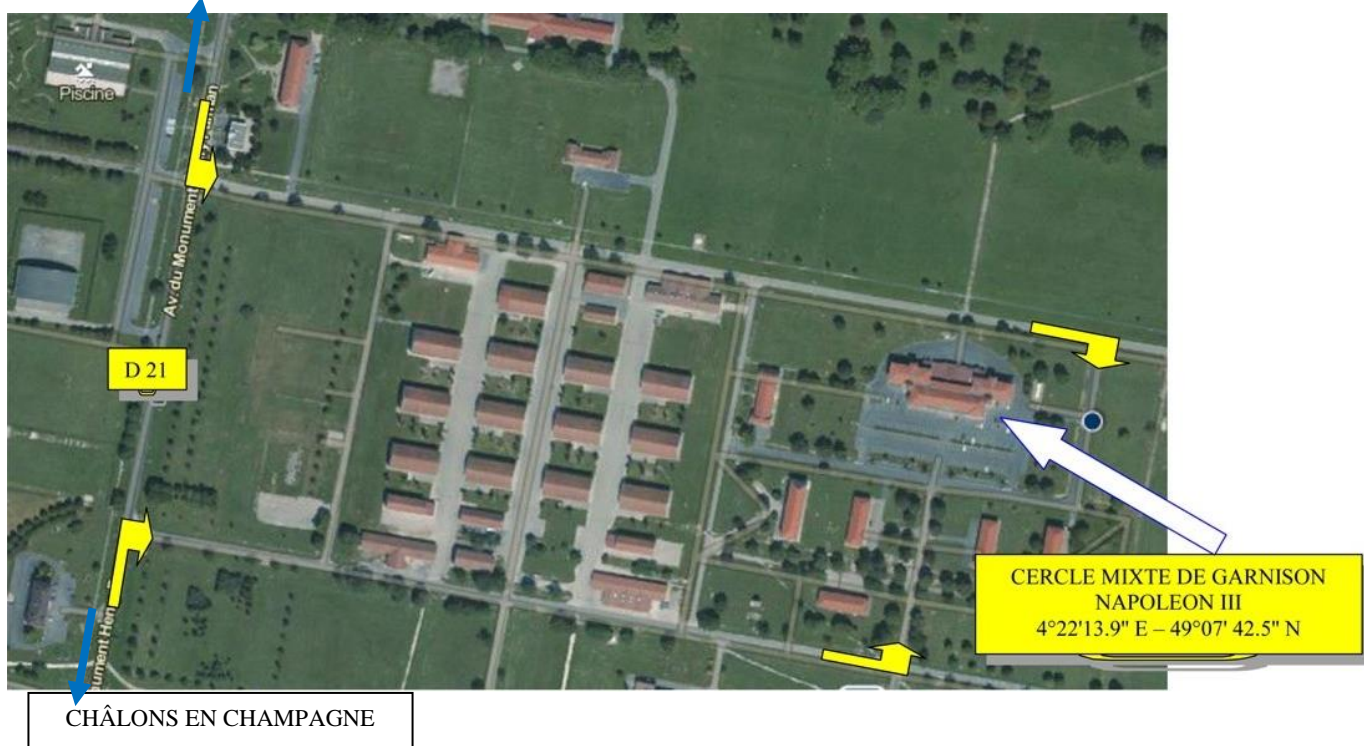 Piscine
Av. du Monument
D 21
CERCLE MIXTE DE GARNISON
NAPOLEON III
4°22'13.9" E – 49°07' 42.5" N
CHÂLONS EN CHAMPAGNE